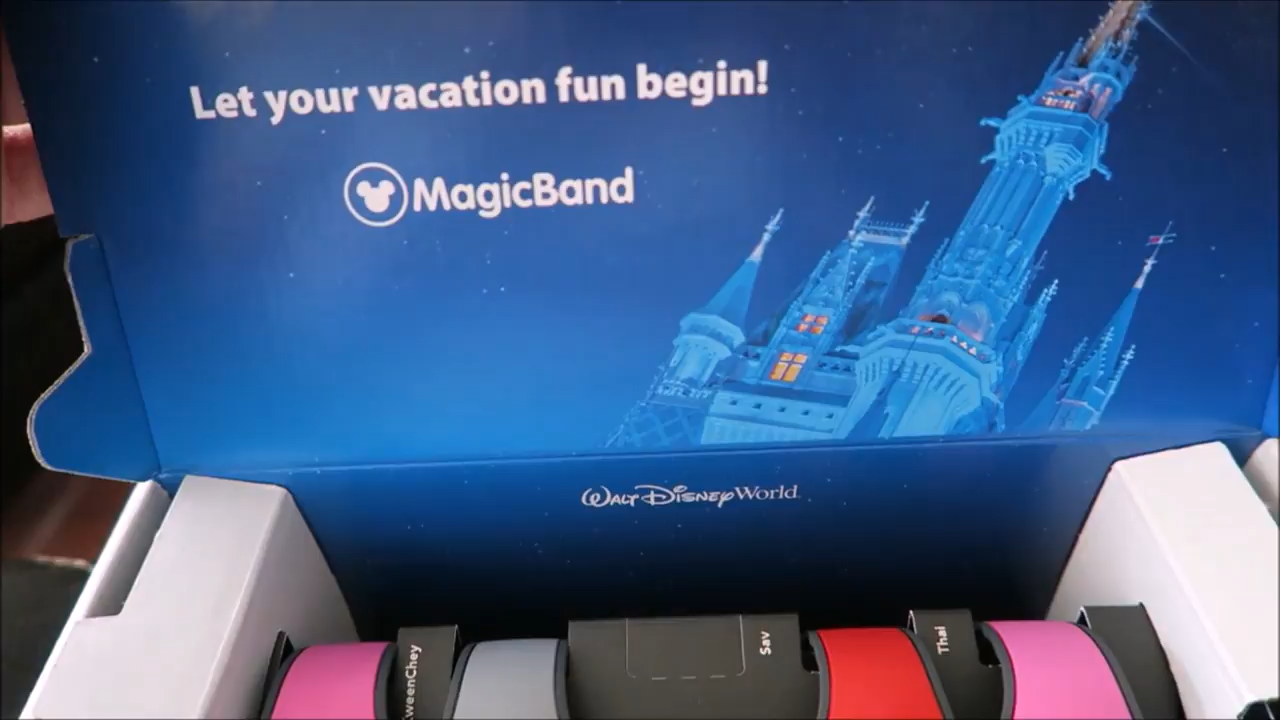 Let your vacation fun begin!
MagicBand
WALT DISNEY World
KweenChey
Sav
Thai